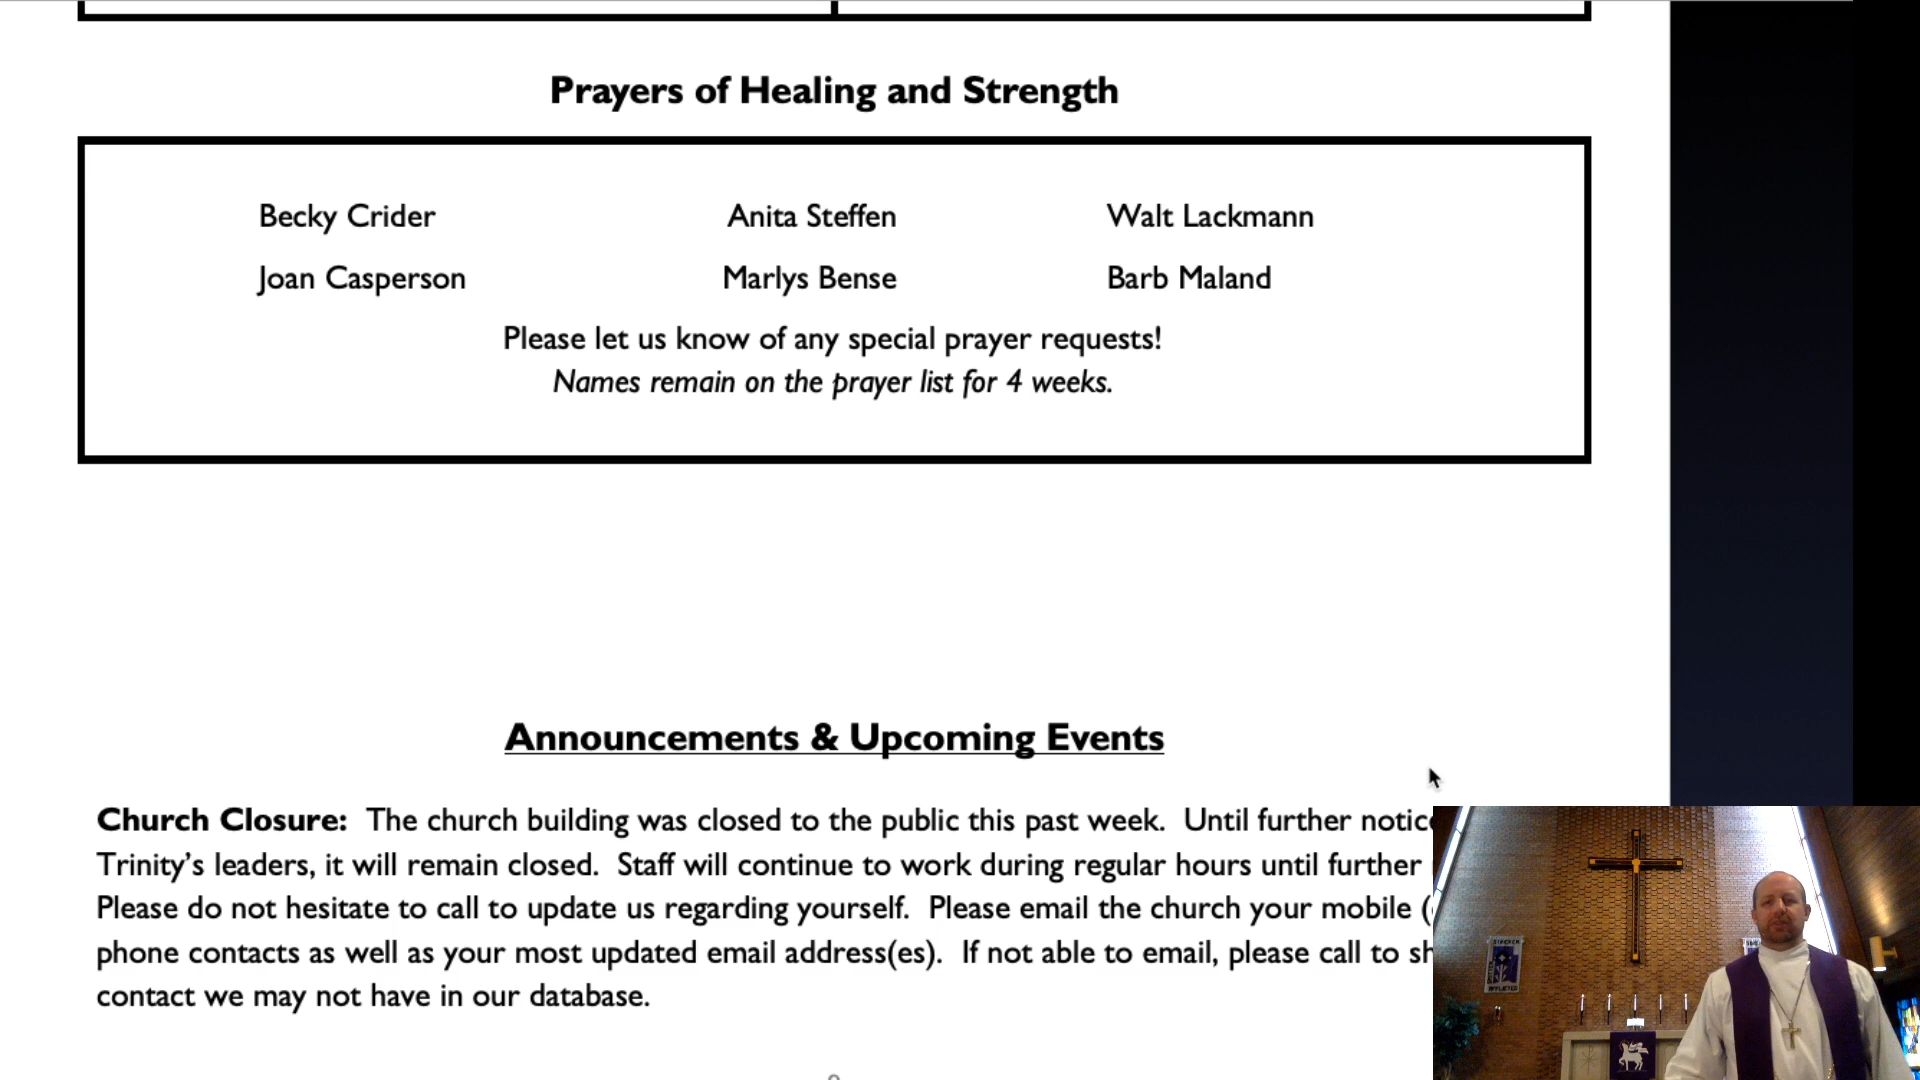 Prayers of Healing and Strength
Becky Crider Anita Steffen Walt Lackmann
Joan Casperson Marlys Bense Barb Maland
Please let us know of any special prayer requests!
Names remain on the prayer list for 4 weeks.
Announcements & Upcoming Events
Church Closure: The church building was closed to the public this past week. Until further notic
Trinity's leaders, it will remain closed. Staff will continue to work during regular hours until further
Please do not hesitate to call to update us regarding yourself. Please email the church your mobile (
phone contacts as well as your most updated email address(es). If not able to email, please call to sh
contact we may not have in our database.